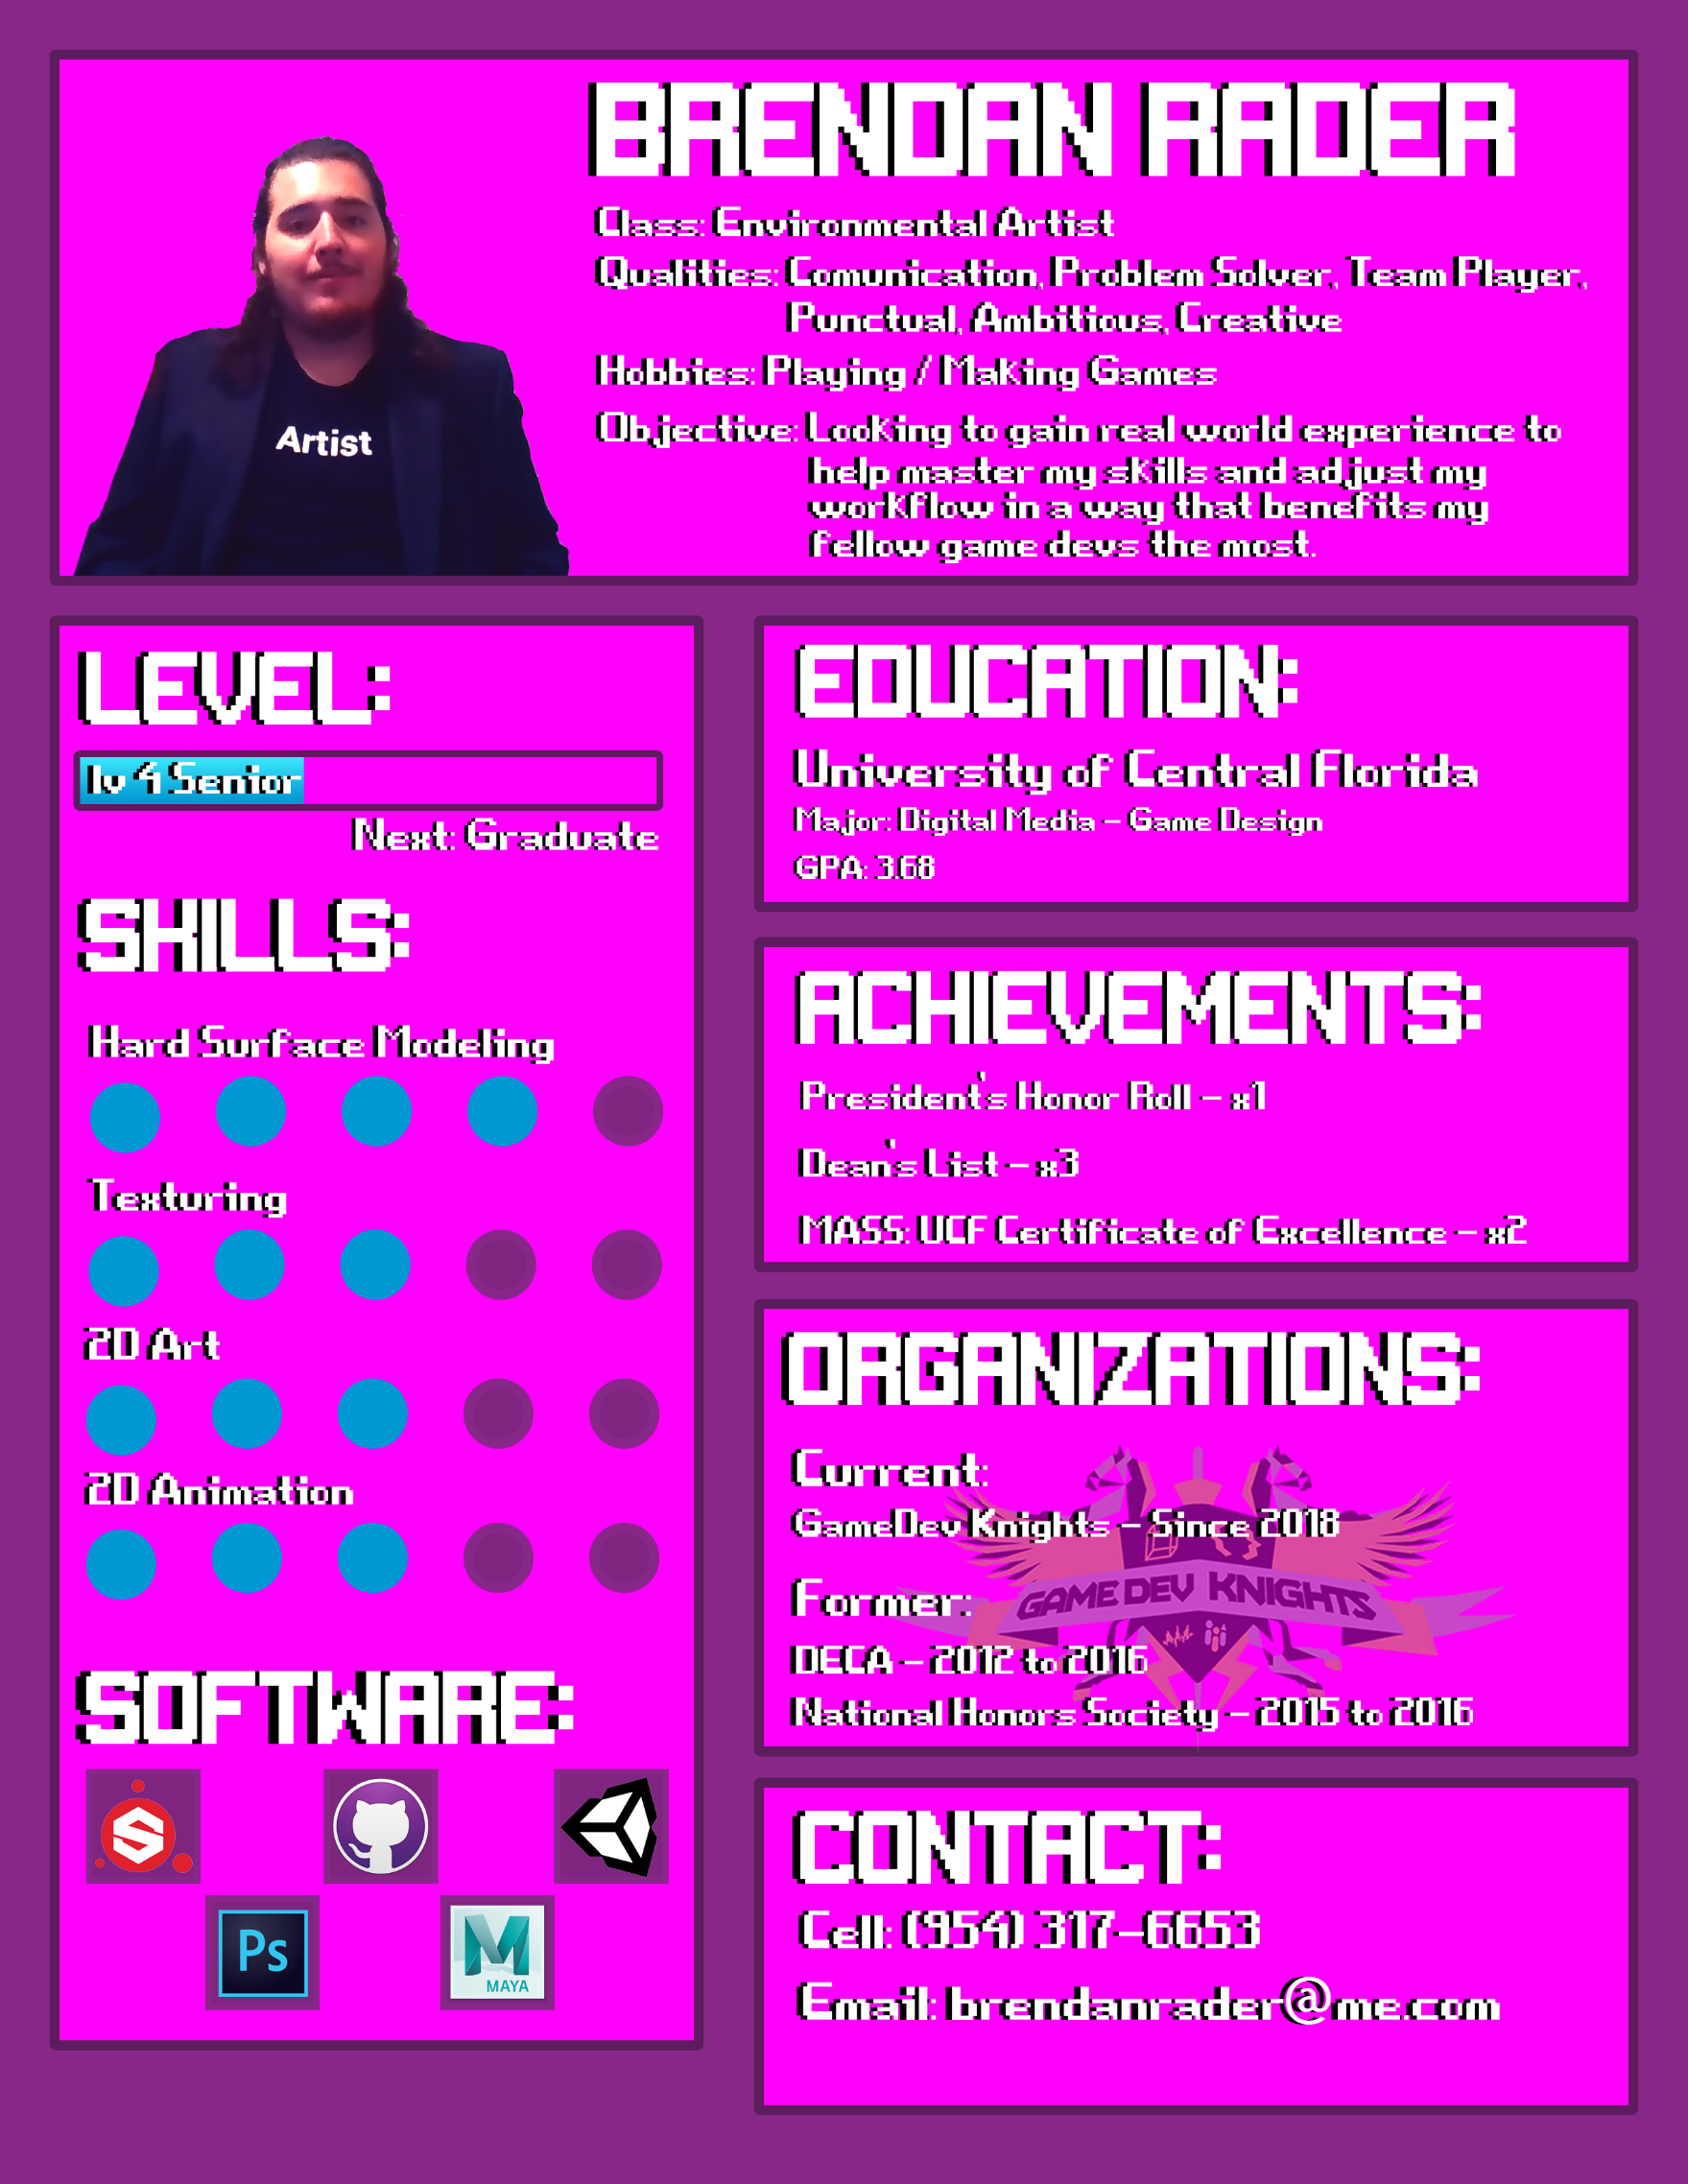 BRENDAN RADER
Class: Environmental Artist
Qualities: Comunication, Problem Solver, Team Player,
Punctual, Ambitious, Creative
Hobbies: Playing / Making Games
Objective: Looking to gain real world experience to
help master my skills and adjust my
workflow in a way that benefits my
fellow game devs the most.
Artist
LEVEL:
lv 4 Senior
Next: Graduate
SKILLS:
Hard Surface Modeling
Texturing
2D Art
2D Animation
SOFTWARE:
S
Ps
M
MAYA
EDUCATION:
University of Central Florida
Major: Digital Media - Game Design
GPA: 3.68
ACHIEVEMENTS:
President's Honor Roll - x1
Dean's List - x3
MASS: UCF Certificate of Excellence - x2
ORGANIZATIONS:
Current:
GameDev Knights - Since 2018
GAME DEV KNIGHTS
Former:
DECA - 2012 to 2016
National Honors Society - 2015 to 2016
CONTACT:
Cell: (954) 317-6653
Email: brendanrader@me.com